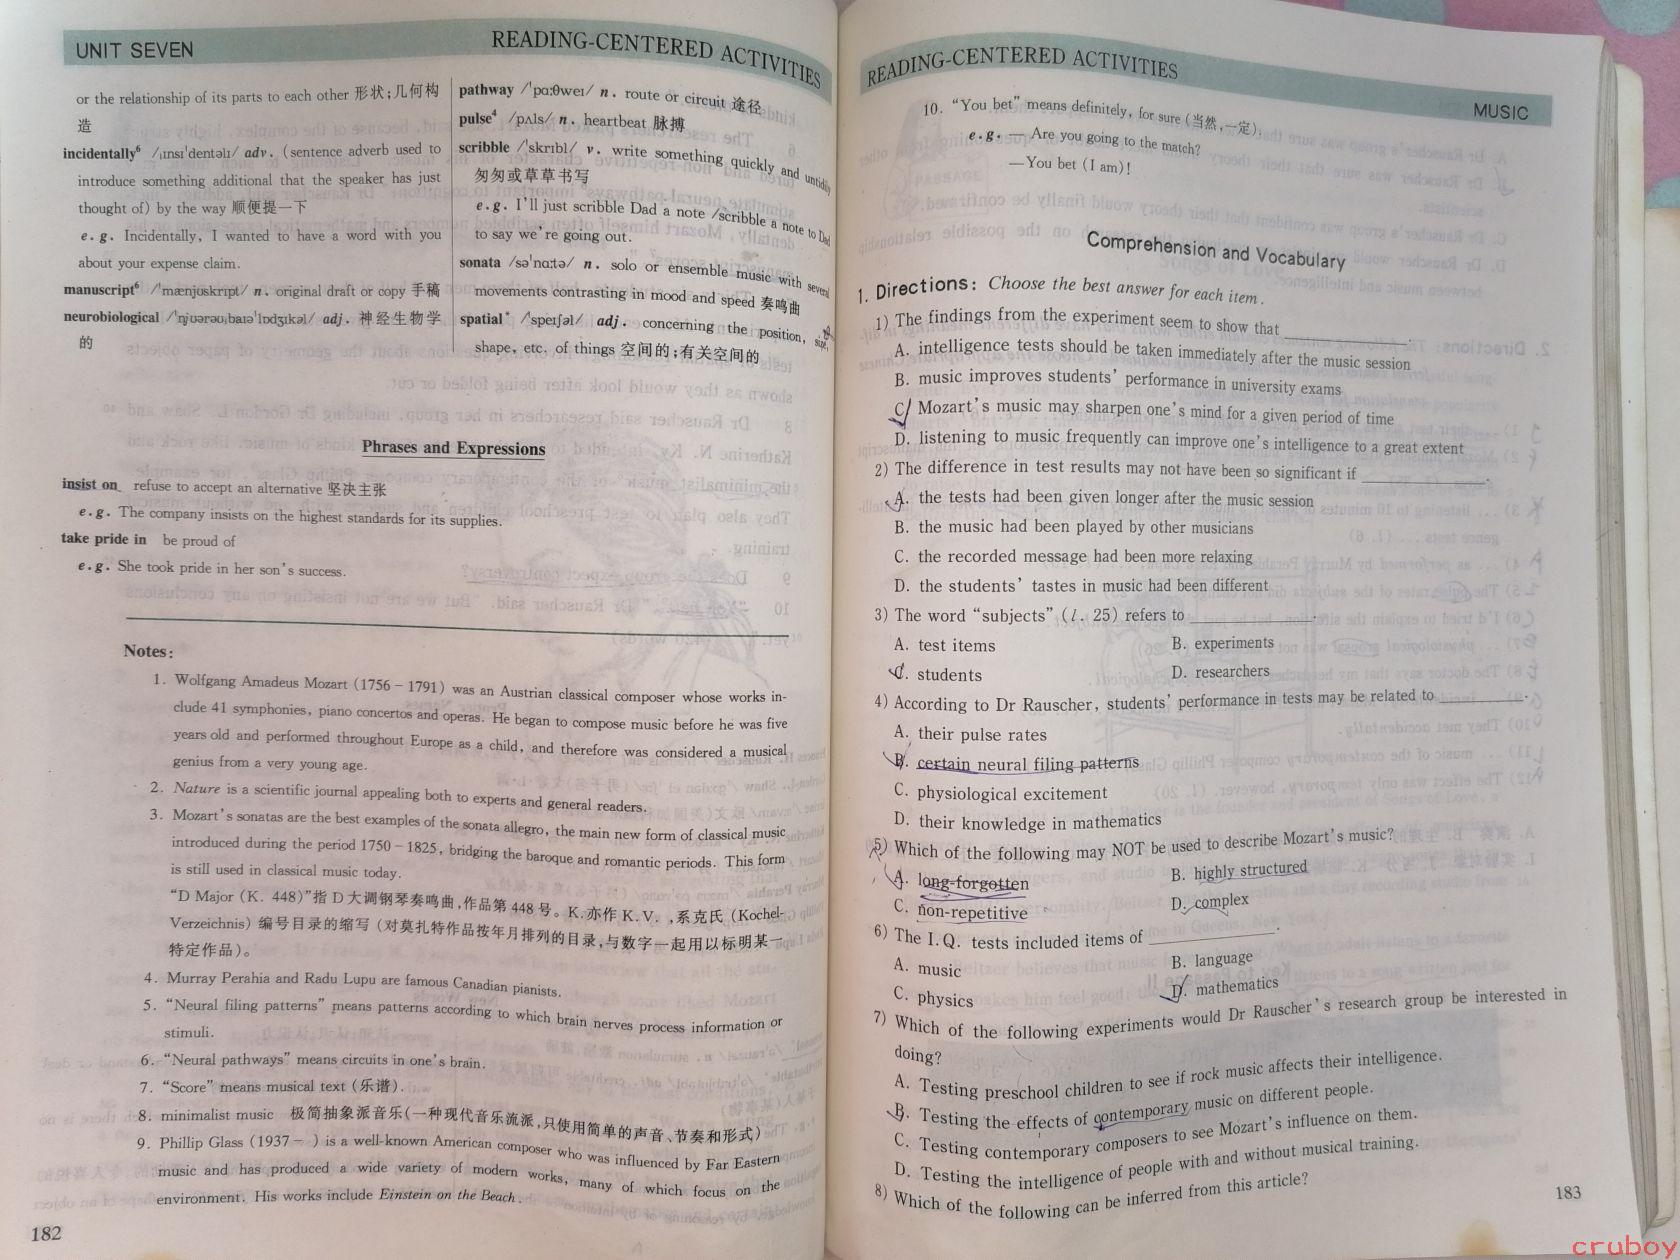 UNIT SEVEN
READING-CENTERED ACTIVITIES
or the relationship of its parts to each other 形状;几何构
造
incidentally⁶ /ˌɪnsɪˈdentəlɪ/ adv. (sentence adverb used to
introduce something additional that the speaker has just
thought of) by the way 顺便提一下
e.g. Incidentally, I wanted to have a word with you
about your expense claim.
manuscript⁶ /ˈmænjʊskrɪpt/ n. original draft or copy 手稿
neurobiological /ˈnjʊərəʊˌbaɪəˈlɒdʒɪkəl/ adj. 神经生物学
的
pathway /ˈpɑːθweɪ/ n. route or circuit 途径
pulse⁴ /pʌls/ n. heartbeat 脉搏
scribble /ˈskrɪbl/ v. write something quickly and untidily
匆匆或草草书写
e.g. I'll just scribble Dad a note /scribble a note to Dad
to say we're going out.
sonata /səˈnɑːtə/ n. solo or ensemble music with several
movements contrasting in mood and speed 奏鸣曲
spatial* /ˈspeɪʃəl/ adj. concerning the position, size,
shape, etc. of things 空间的;有关空间的
Phrases and Expressions
insist on refuse to accept an alternative 坚决主张
e.g. The company insists on the highest standards for its supplies.
take pride in be proud of
e.g. She took pride in her son's success.
Notes:
1. Wolfgang Amadeus Mozart (1756 – 1791) was an Austrian classical composer whose works in-
clude 41 symphonies, piano concertos and operas. He began to compose music before he was five
years old and performed throughout Europe as a child, and therefore was considered a musical
genius from a very young age.
2. Nature is a scientific journal appealing both to experts and general readers.
3. Mozart's sonatas are the best examples of the sonata allegro, the main new form of classical music
introduced during the period 1750 – 1825, bridging the baroque and romantic periods. This form
is still used in classical music today.
"D Major (K. 448)"指 D 大调钢琴奏鸣曲,作品第 448 号。K. 亦作 K.V. ,系克氏 (Kochel-
Verzeichnis) 编号目录的缩写 (对莫扎特作品按年月排列的目录,与数字一起用以标明某一
特定作品)。
4. Murray Perahia and Radu Lupu are famous Canadian pianists.
5. "Neural filing patterns" means patterns according to which brain nerves process information or
stimuli.
6. "Neural pathways" means circuits in one's brain.
7. "Score" means musical text (乐谱).
8. minimalist music 极简抽象派音乐(一种现代音乐流派,只使用简单的声音、节奏和形式)
9. Phillip Glass (1937 – ) is a well-known American composer who was influenced by Far Eastern
music and has produced a wide variety of modern works, many of which focus on the
environment. His works include Einstein on the Beach.
182
READING-CENTERED ACTIVITIES
MUSIC
10. "You bet" means definitely, for sure (当然,一定).
e.g. — Are you going to the match?
—You bet (I am)!
Comprehension and Vocabulary
1. Directions: Choose the best answer for each item.
1) The findings from the experiment seem to show that ______.
A. intelligence tests should be taken immediately after the music session
B. music improves students' performance in university exams
C. Mozart's music may sharpen one's mind for a given period of time
D. listening to music frequently can improve one's intelligence to a great extent
2) The difference in test results may not have been so significant if ______.
A. the tests had been given longer after the music session
B. the music had been played by other musicians
C. the recorded message had been more relaxing
D. the students' tastes in music had been different
3) The word "subjects" (l. 25) refers to ______.
A. test items B. experiments
C. students D. researchers
4) According to Dr Rauscher, students' performance in tests may be related to ______.
A. their pulse rates
B. certain neural filing patterns
C. physiological excitement
D. their knowledge in mathematics
5) Which of the following may NOT be used to describe Mozart's music?
A. long-forgotten B. highly structured
C. non-repetitive D. complex
6) The I.Q. tests included items of ______.
A. music B. language
C. physics D. mathematics
7) Which of the following experiments would Dr Rauscher's research group be interested in
doing?
A. Testing preschool children to see if rock music affects their intelligence.
B. Testing the effects of contemporary music on different people.
C. Testing contemporary composers to see Mozart's influence on them.
D. Testing the intelligence of people with and without musical training.
8) Which of the following can be inferred from this article?
183
cruboy